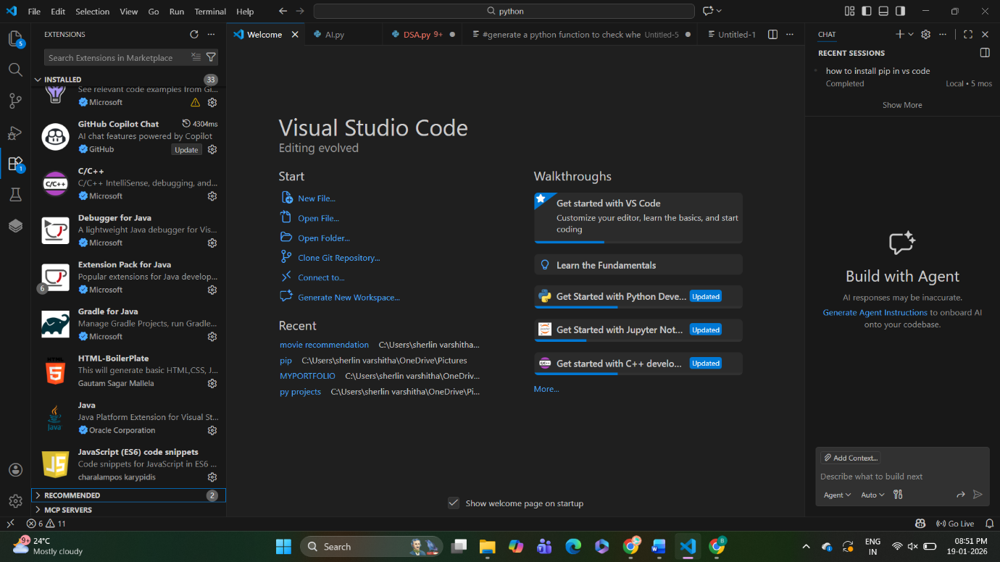 File Edit Selection View Go Run Terminal Help
python
5
1
EXTENSIONS
Search Extensions in Marketplace
INSTALLED 33
See relevant code examples from Gi...
Microsoft
GitHub Copilot Chat 4304ms
AI chat features powered by Copilot
GitHub Update
C/C++
C/C++
C/C++ IntelliSense, debugging, and...
Microsoft
Debugger for Java
A lightweight Java debugger for Vis...
Microsoft
Extension Pack for Java
Popular extensions for Java develop...
6
Microsoft
Gradle for Java
Manage Gradle Projects, run Gradle...
Microsoft
HTML-BoilerPlate
HTML
5
This will generate basic HTML,CSS, J...
Gautam Sagar Mallela
Java
Java Platform Extension for Visual St...
Java
Oracle Corporation
JavaScript (ES6) code snippets
JS
Code snippets for JavaScript in ES6 ...
charalampos karypidis
RECOMMENDED 2
MCP SERVERS
Welcome AI.py DSA.py 9+ #generate a python function to check whe Untitled-5 Untitled-1
Visual Studio Code
Editing evolved
Start
New File...
Open File...
Open Folder...
Clone Git Repository...
Connect to...
Generate New Workspace...
Recent
movie recommendation C:\Users\sherlin varshitha...
pip C:\Users\sherlin varshitha\OneDrive\Pictures
MYPORTFOLIO C:\Users\sherlin varshitha\OneDriv...
py projects C:\Users\sherlin varshitha\OneDrive\Pi...
Walkthroughs
Get started with VS Code
Customize your editor, learn the basics, and start
coding
Learn the Fundamentals
Get Started with Python Deve... Updated
Get Started with Jupyter Not... Updated
C/C++
Get started with C++ develo... Updated
More...
Show welcome page on startup
CHAT
RECENT SESSIONS
how to install pip in vs code
Completed Local • 5 mos
Show More
Build with Agent
AI responses may be inaccurate.
Generate Agent Instructions to onboard AI
onto your codebase.
Add Context...
Describe what to build next
Agent Auto
6 11
Go Live
9+
24°C
Mostly cloudy
Search
B
ENG
IN
08:51 PM
19-01-2026